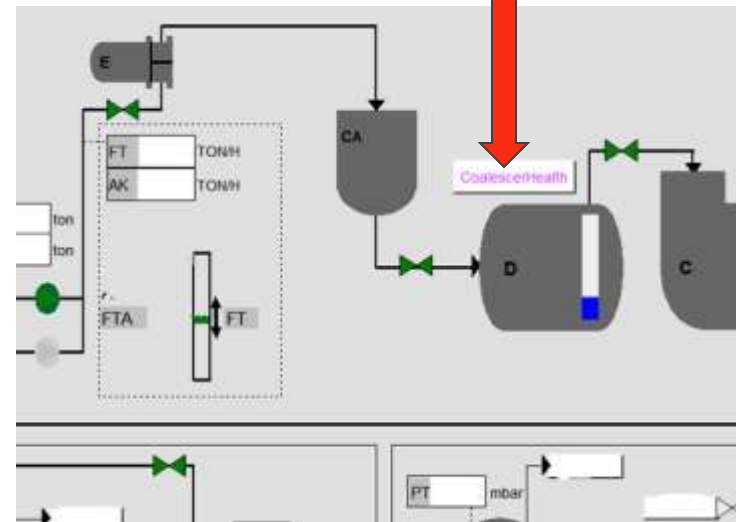 E
FT TON/H
AK TON/H
CA
CoalescerHealth
ton
ton
D
C
FTA
FT
PT mbar